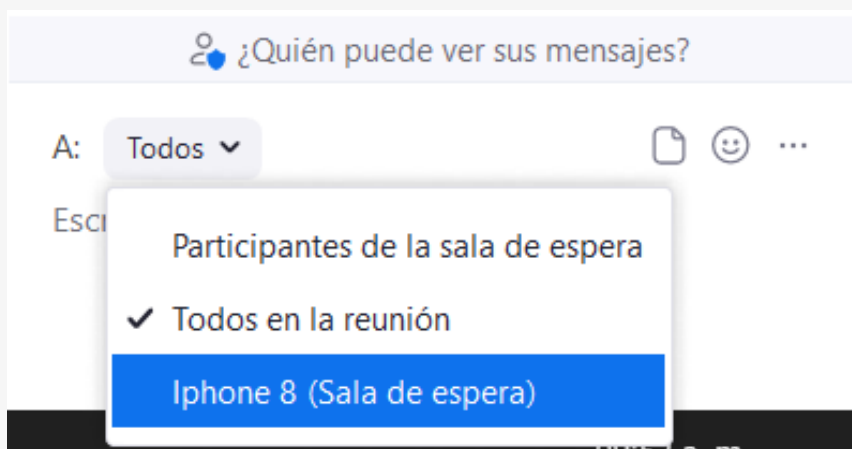 ¿Quién puede ver sus mensajes?
A: Todos
Escr
Participantes de la sala de espera
Todos en la reunión
Iphone 8 (Sala de espera)